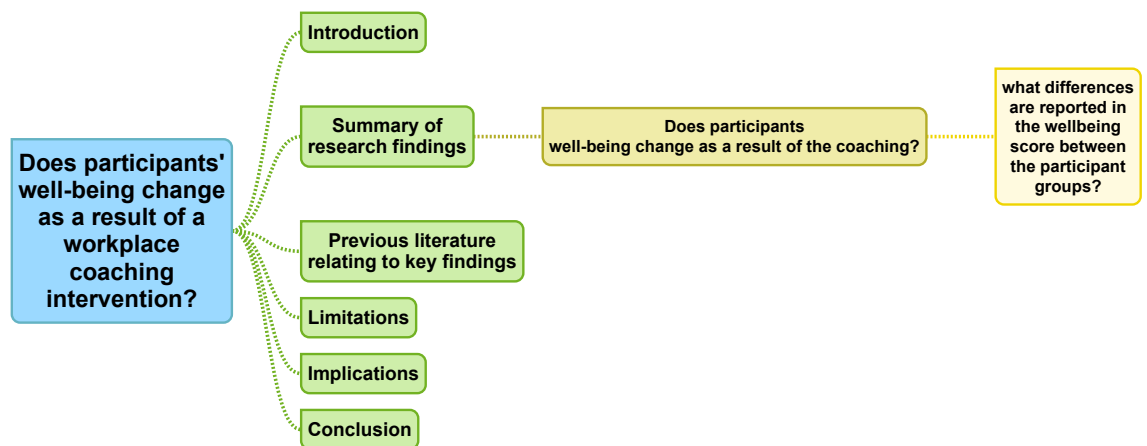 Does participants'
well-being change
as a result of a
workplace
coaching
intervention?
Introduction
Summary of
research findings
Does participants
well-being change as a result of the coaching?
what differences
are reported in
the wellbeing
score between
the participant
groups?
Previous literature
relating to key findings
Limitations
Implications
Conclusion